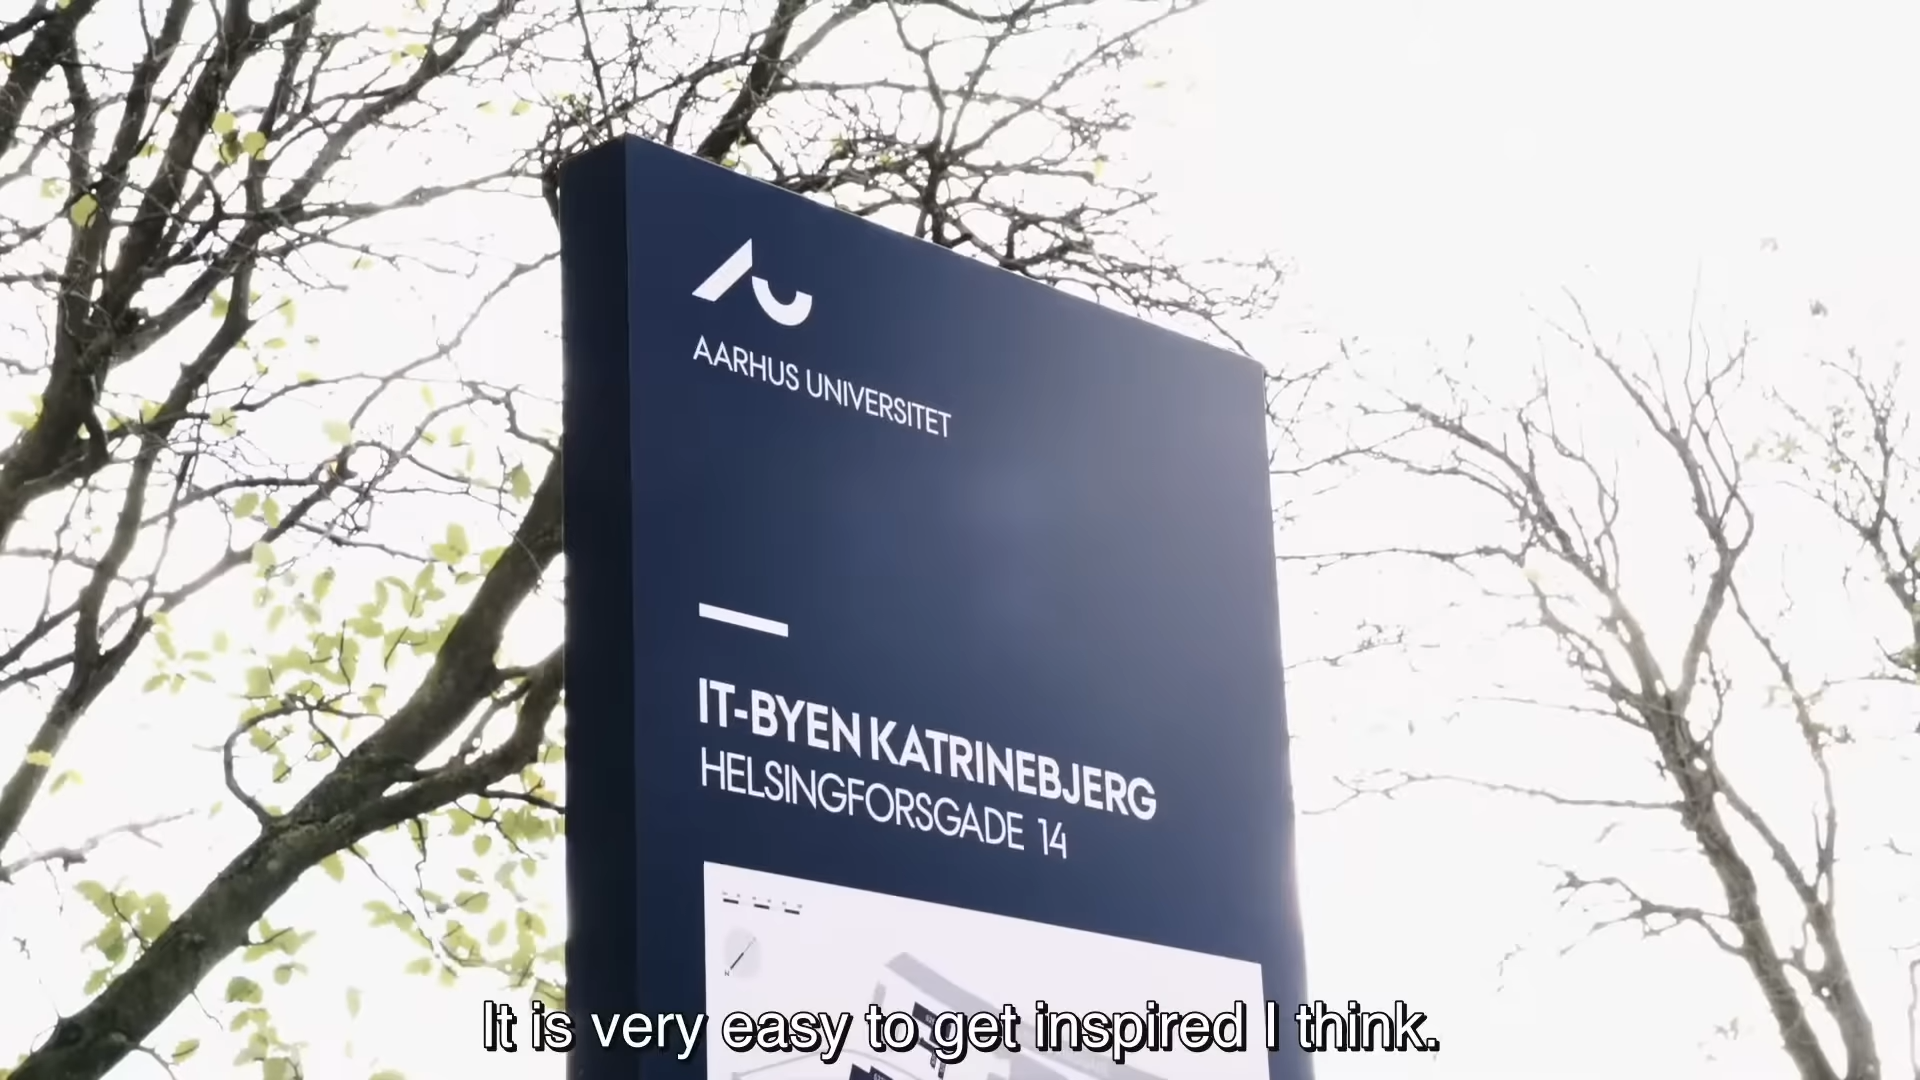 AARHUS UNIVERSITET
IT-BYEN KATRINEBJERG
HELSINGFORSGADE 14
It is very easy to get inspired I think.